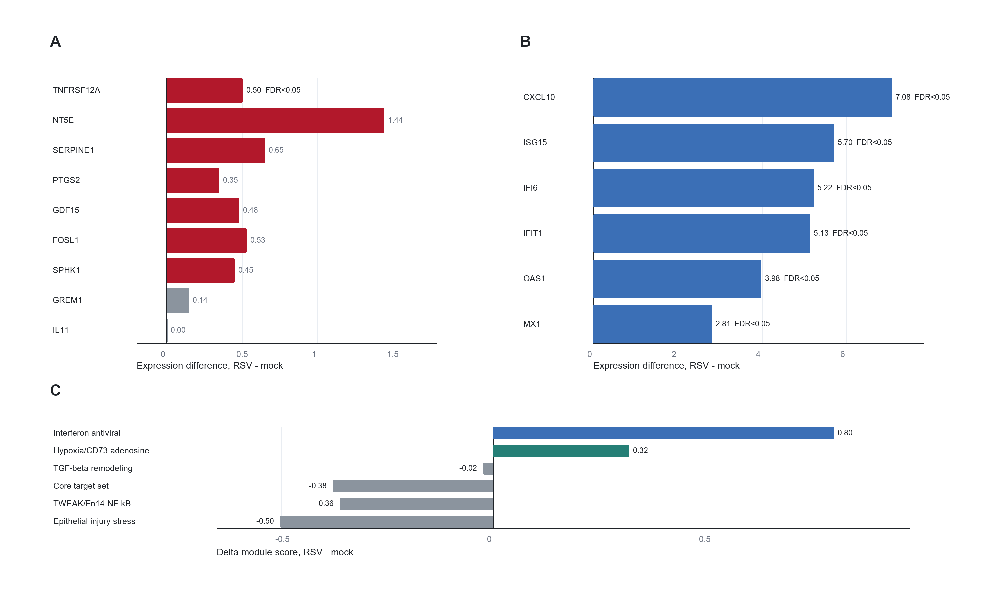 A
TNFRSF12A 0.50 FDR<0.05
NT5E 1.44
SERPINE1 0.65
PTGS2 0.35
GDF15 0.48
FOSL1 0.53
SPHK1 0.45
GREM1 0.14
IL11 0.00
0 0.5 1 1.5
Expression difference, RSV - mock
B
CXCL10 7.08 FDR<0.05
ISG15 5.70 FDR<0.05
IFI6 5.22 FDR<0.05
IFIT1 5.13 FDR<0.05
OAS1 3.98 FDR<0.05
MX1 2.81 FDR<0.05
0 2 4 6
Expression difference, RSV - mock
C
Interferon antiviral 0.80
Hypoxia/CD73-adenosine 0.32
TGF-beta remodeling -0.02
Core target set -0.38
TWEAK/Fn14-NF-kB -0.36
Epithelial injury stress -0.50
-0.5 0 0.5
Delta module score, RSV - mock